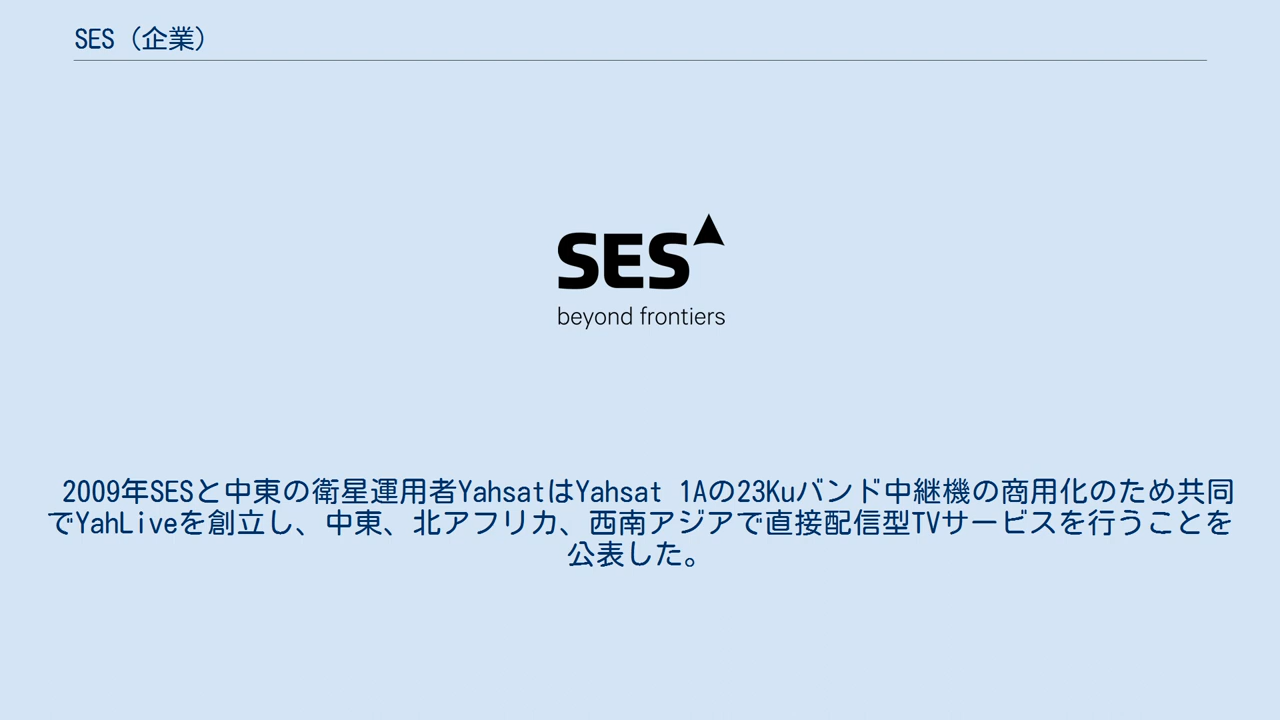 SES（企業）
SES
beyond frontiers
2009年SESと中東の衛星運用者YahsatはYahsat 1Aの23Kuバンド中継機の商用化のため共同
でYahLiveを創立し、中東、北アフリカ、西南アジアで直接配信型TVサービスを行うことを
公表した。